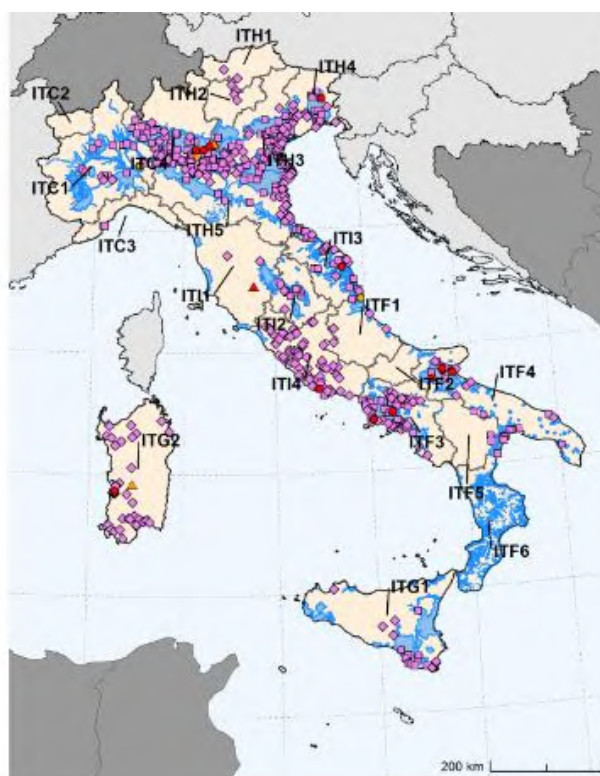 ITH1
ITH4
ITC2
ITH2
ITC4
ITH3
ITC1
ITH5
ITC3
ITI3
ITI1
ITF1
ITI2
ITI4
ITF2
ITF4
ITF3
ITG2
ITF5
ITF6
ITG1
200 km